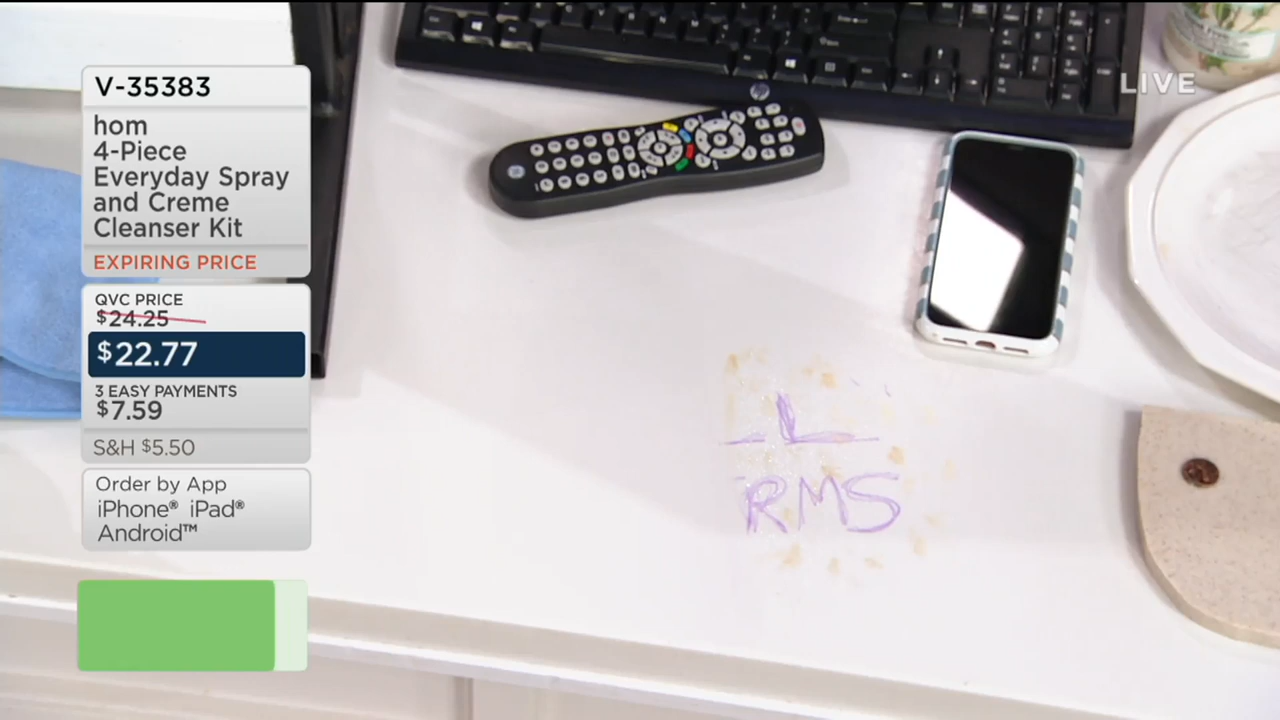 V-35383
hom
4-Piece
Everyday Spray
and Creme
Cleanser Kit
EXPIRING PRICE
QVC PRICE
$24.25
$22.77
3 EASY PAYMENTS
$7.59
S&H $5.50
Order by App
iPhone® iPad®
Android™
LIVE
hp
L
RMS